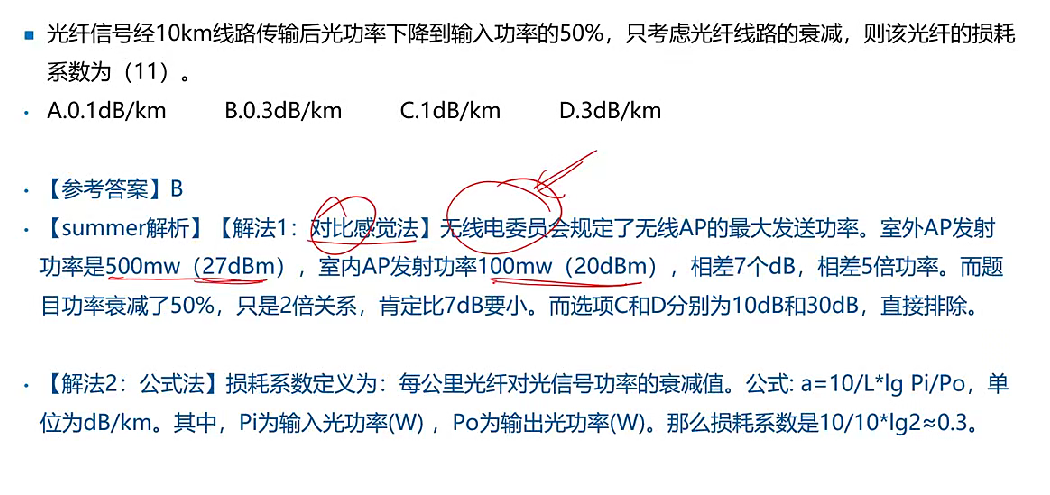 光纤信号经10km线路传输后光功率下降到输入功率的50%，只考虑光纤线路的衰减，则该光纤的损耗
系数为（11）。
A.0.1dB/km B.0.3dB/km C.1dB/km D.3dB/km
【参考答案】B
【summer解析】【解法1：对比感觉法】无线电委员会规定了无线AP的最大发送功率。室外AP发射
功率是500mw（27dBm），室内AP发射功率100mw（20dBm），相差7个dB，相差5倍功率。而题
目功率衰减了50%，只是2倍关系，肯定比7dB要小。而选项C和D分别为10dB和30dB，直接排除。
【解法2：公式法】损耗系数定义为：每公里光纤对光信号功率的衰减值。公式: a=10/L*lg Pi/Po，单
位为dB/km。其中，Pi为输入光功率(W) ，Po为输出光功率(W)。那么损耗系数是10/10*lg2≈0.3。